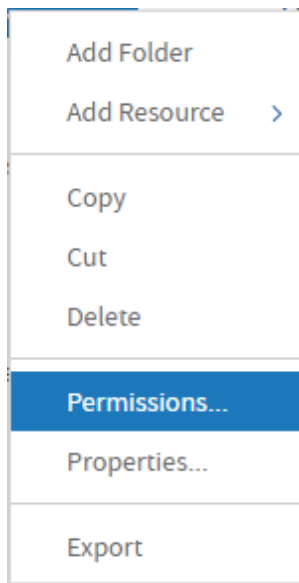 Add Folder
Add Resource
Copy
Cut
Delete
Permissions...
Properties...
Export